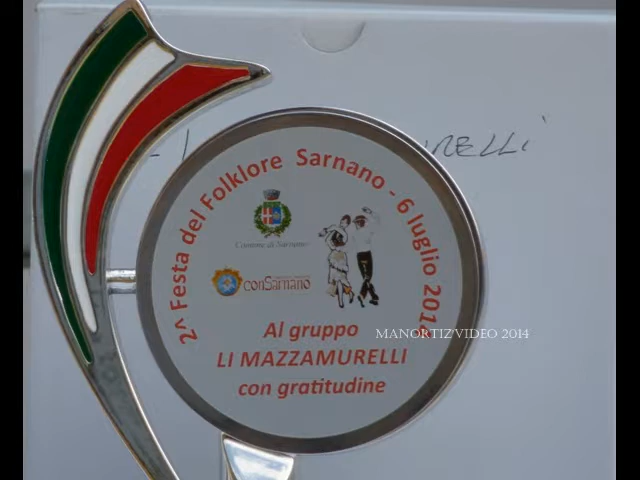 2^ Festa del Folklore Sarnano - 6 luglio 201
Comune di Sarnano
conSarnano
Al gruppo
LI MAZZAMURELLI
con gratitudine
MANORTIZ VIDEO 2014